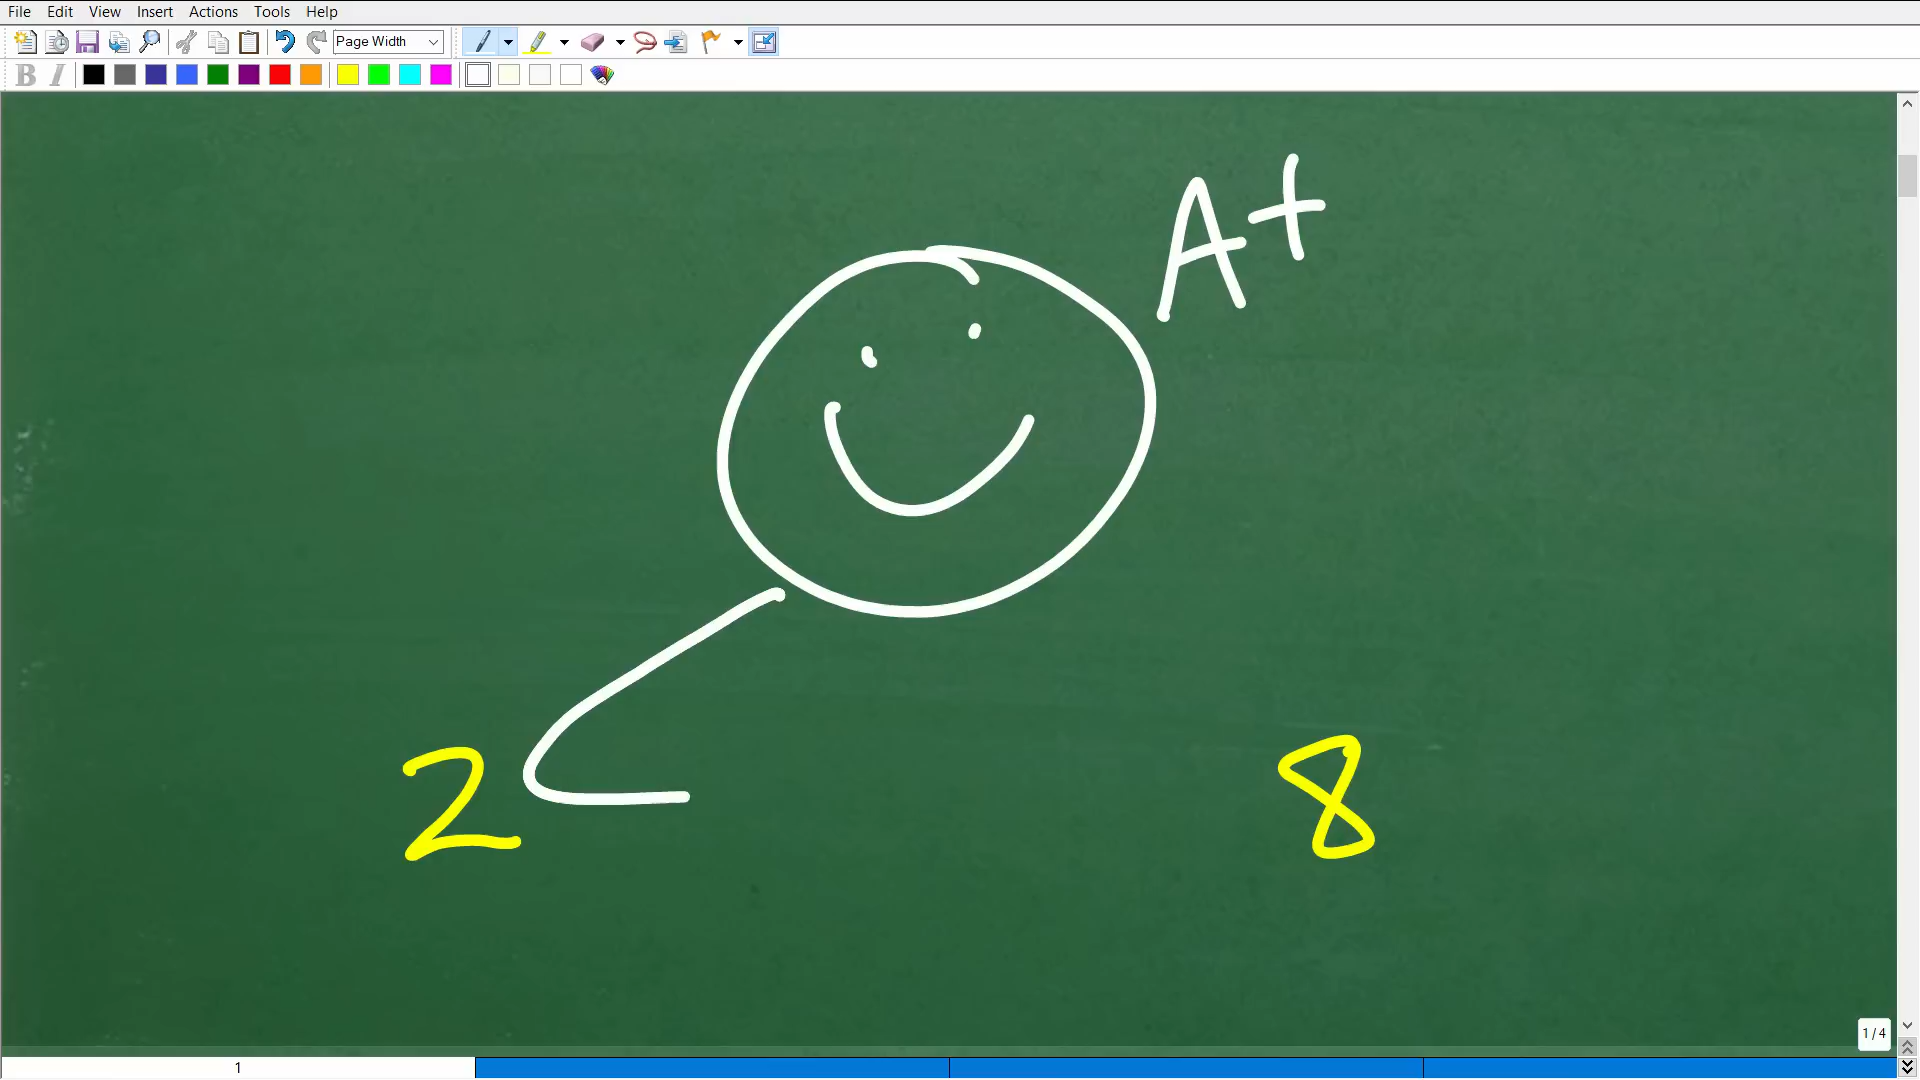 File Edit View Insert Actions Tools Help
Page Width
B I
A+
2 8
1 / 4
1